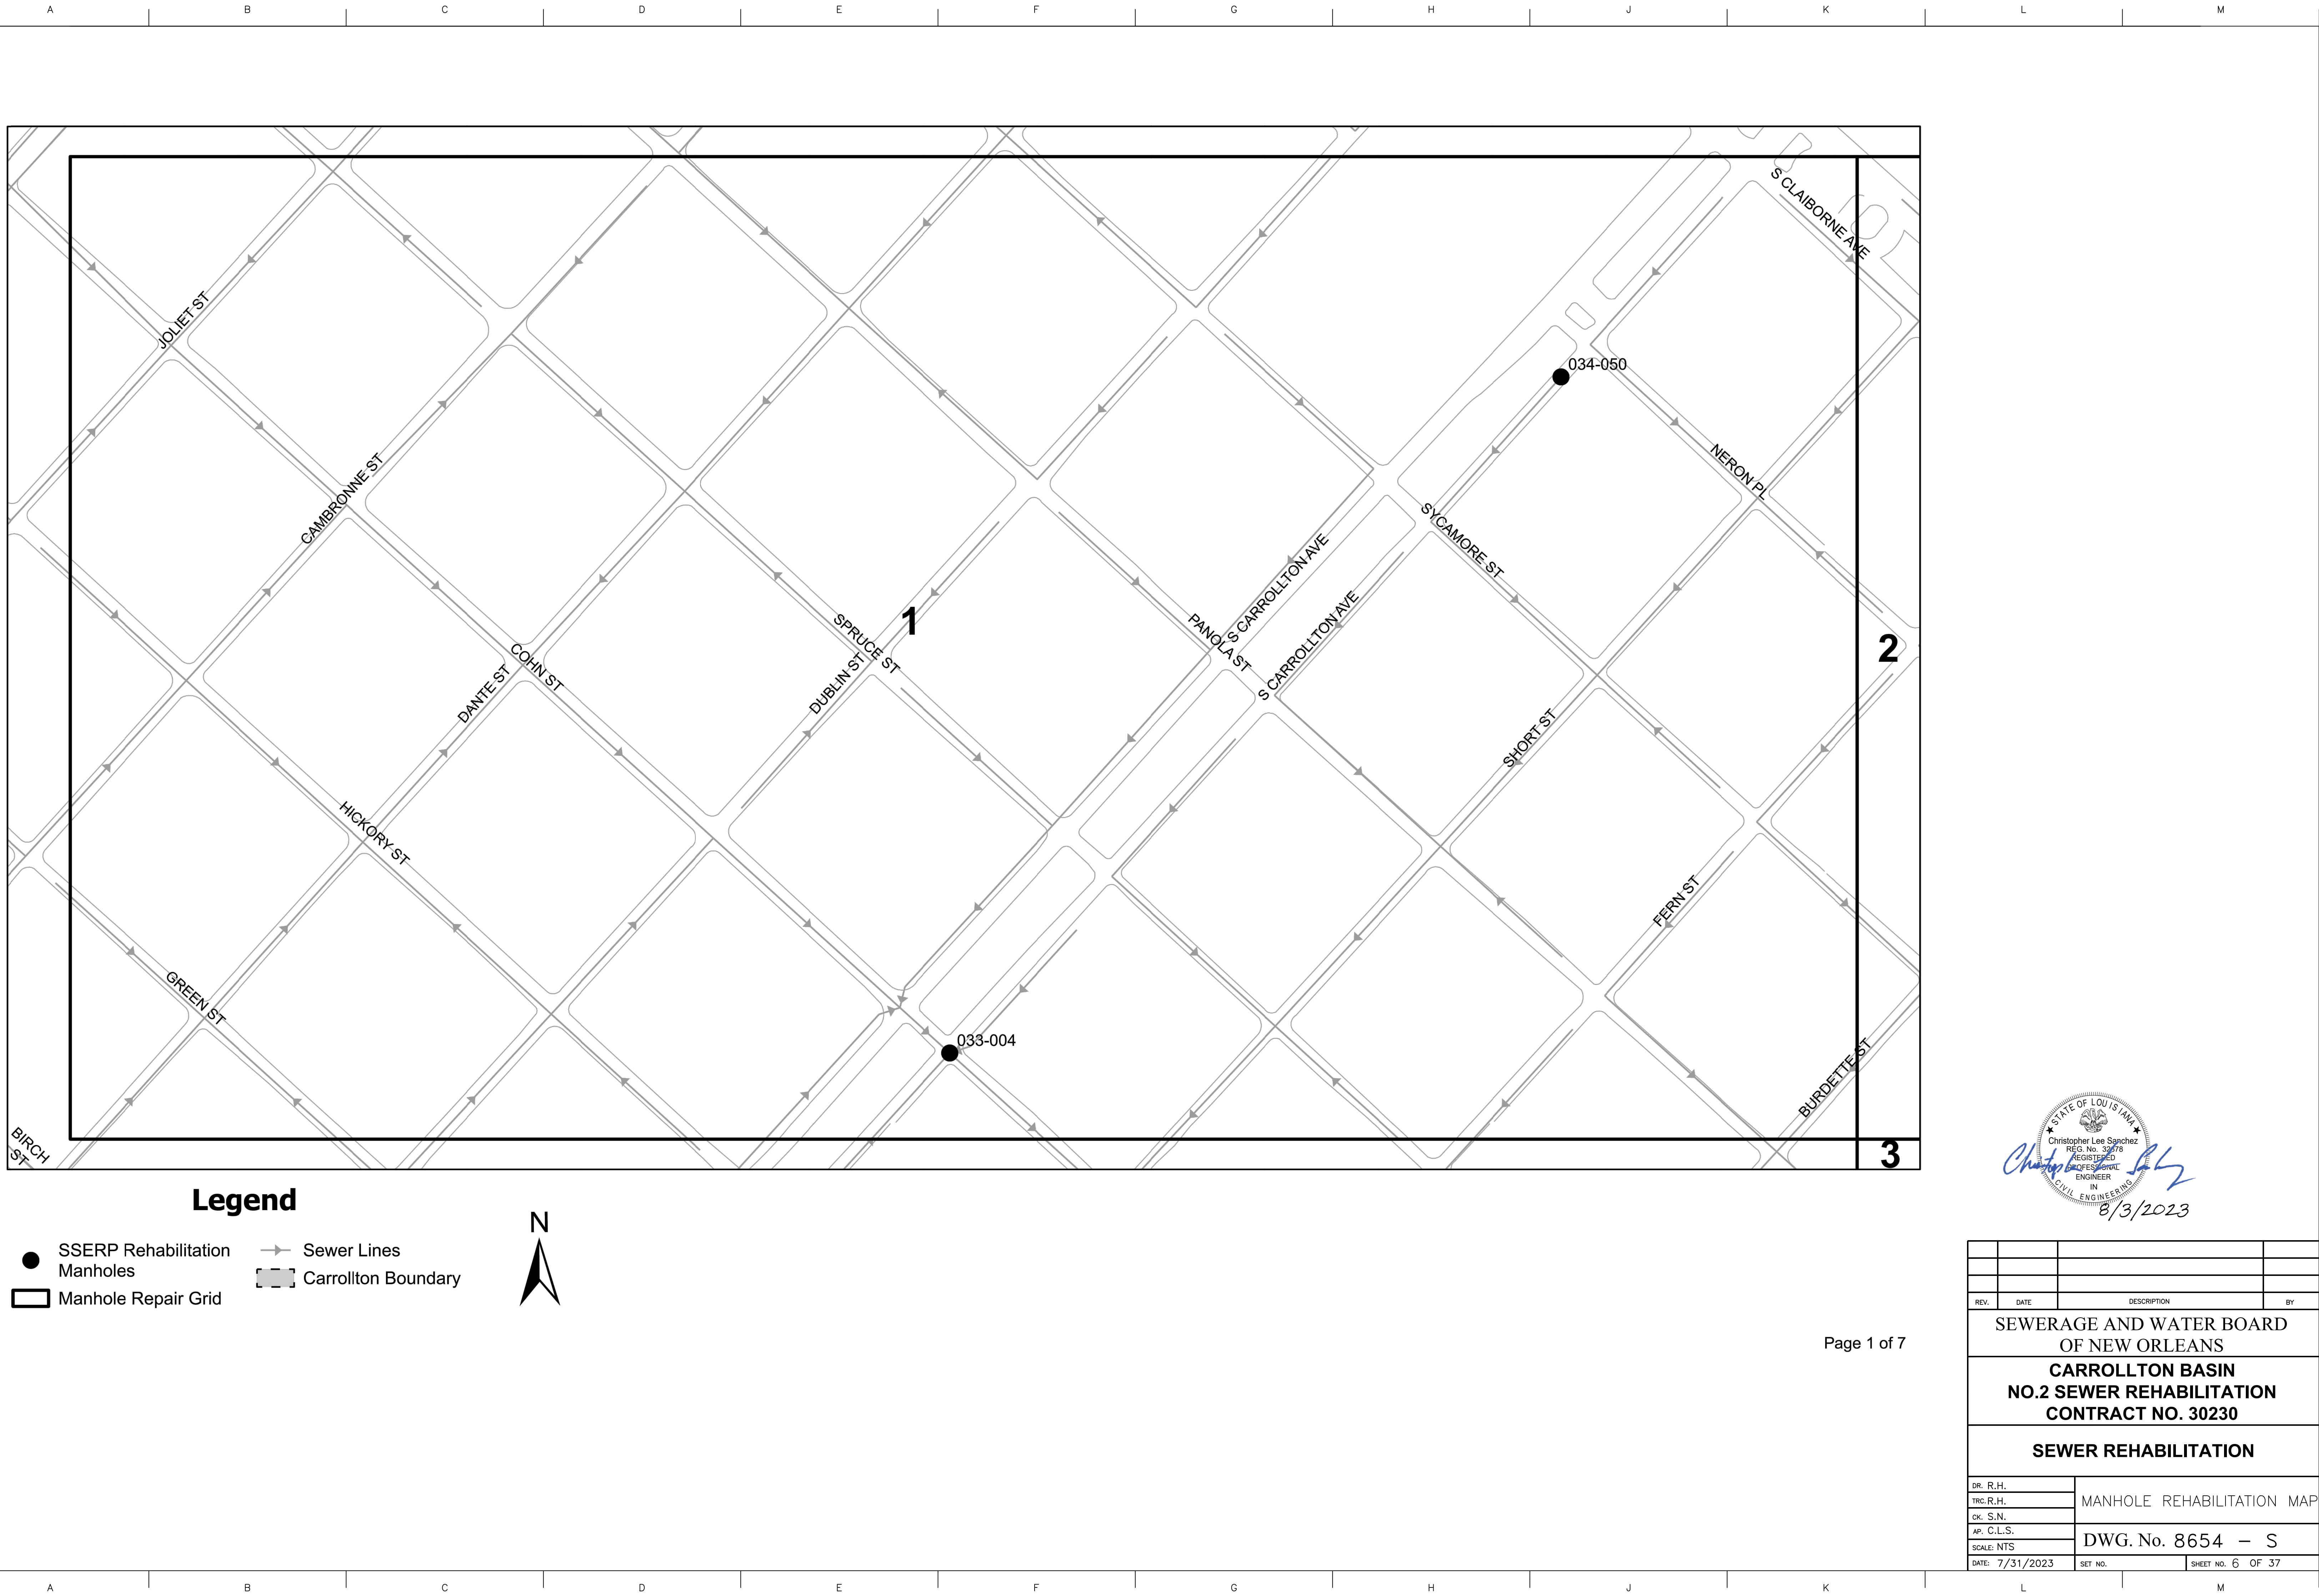 A B C D E F G H J K L M
S CLAIBORNE AVE
JOLIET ST
034-050
CAMBRONNE ST
NERON PL
SYCAMORE ST
S CARROLLTON AVE
S CARROLLTON AVE
1
SPRUCE ST
PANOLA ST
2
COHN ST
DANTE ST
DUBLIN ST
SHORT ST
HICKORY ST
FERN ST
GREEN ST
033-004
BURDETTE ST
BIRCH
ST
3
STATE OF LOUISIANA
Christopher Lee Sanchez
REG. No. 32378
REGISTERED
PROFESSIONAL
ENGINEER
IN
CIVIL ENGINEERING
8/3/2023
Legend
SSERP Rehabilitation
Manholes
Manhole Repair Grid
Sewer Lines
Carrollton Boundary
N
Page 1 of 7
REV. DATE DESCRIPTION BY
SEWERAGE AND WATER BOARD
OF NEW ORLEANS
CARROLLTON BASIN
NO.2 SEWER REHABILITATION
CONTRACT NO. 30230
SEWER REHABILITATION
DR. R.H.
TRC. R.H.
CK. S.N.
AP. C.L.S.
SCALE: NTS
DATE: 7/31/2023
MANHOLE REHABILITATION MAP
DWG. No. 8654 - S
SET NO.
SHEET NO. 6 OF 37
A B C D E F G H J K L M